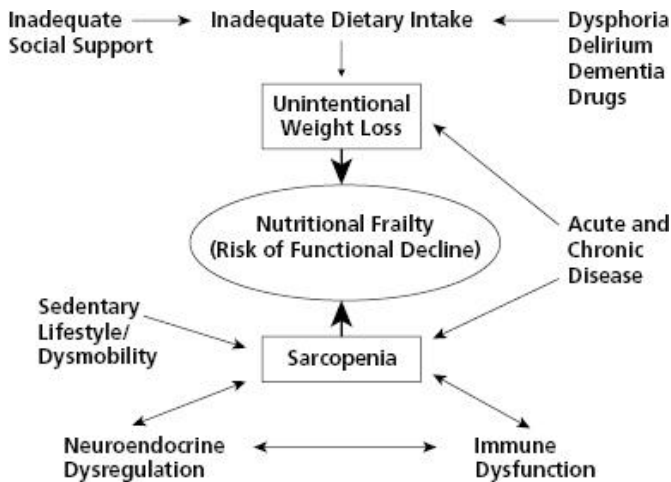 Inadequate
Social Support
Inadequate Dietary Intake
Dysphoria
Delirium
Dementia
Drugs
Unintentional
Weight Loss
Nutritional Frailty
(Risk of Functional Decline)
Acute and
Chronic
Disease
Sedentary
Lifestyle/
Dysmobility
Sarcopenia
Neuroendocrine
Dysregulation
Immune
Dysfunction